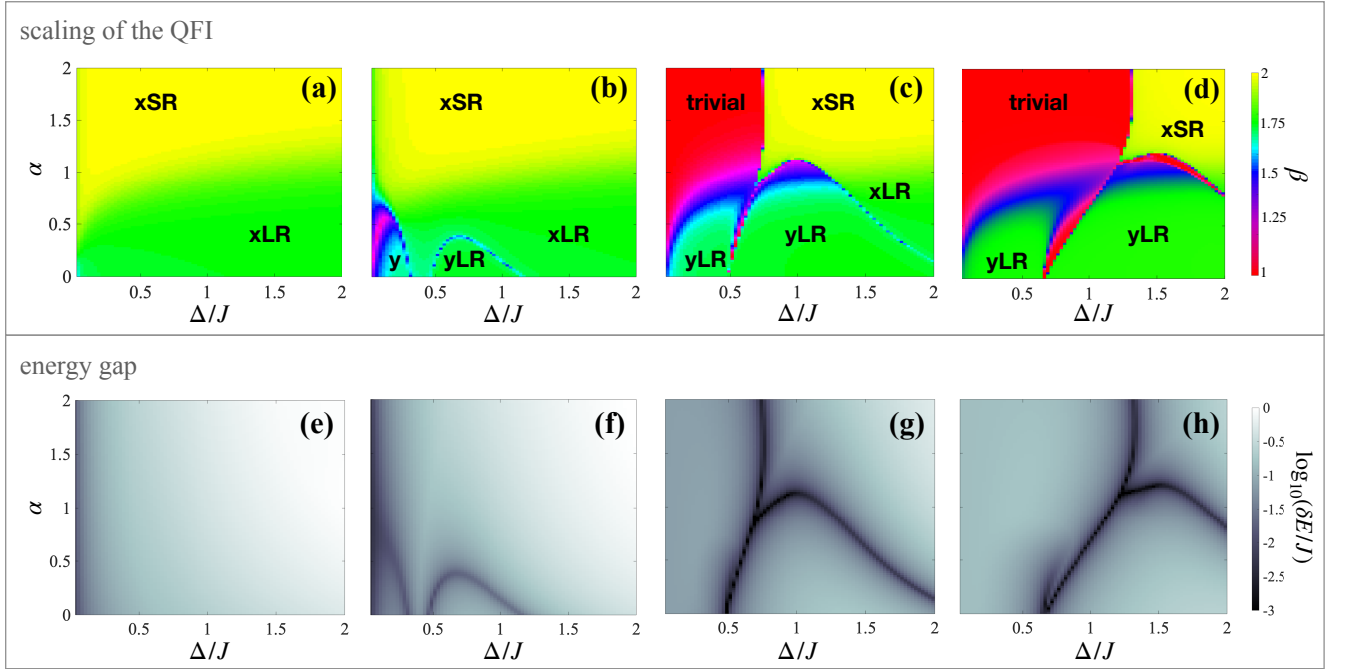 scaling of the QFI
(a) (b) (c) (d)
xSR xSR trivial xSR trivial xSR
xLR xLR xLR
y yLR yLR yLR yLR yLR
α
2
1.5
1
0.5
0
0.5 1 1.5 2
Δ/J
0.5 1 1.5 2
Δ/J
0.5 1 1.5 2
Δ/J
0.5 1 1.5 2
Δ/J
2
1.75
1.5
1.25
1
β
energy gap
(e) (f) (g) (h)
α
2
1.5
1
0.5
0
0.5 1 1.5 2
Δ/J
0.5 1 1.5 2
Δ/J
0.5 1 1.5 2
Δ/J
0.5 1 1.5 2
Δ/J
0
-0.5
-1
-1.5
-2
-2.5
-3
log₁₀(δE/J)